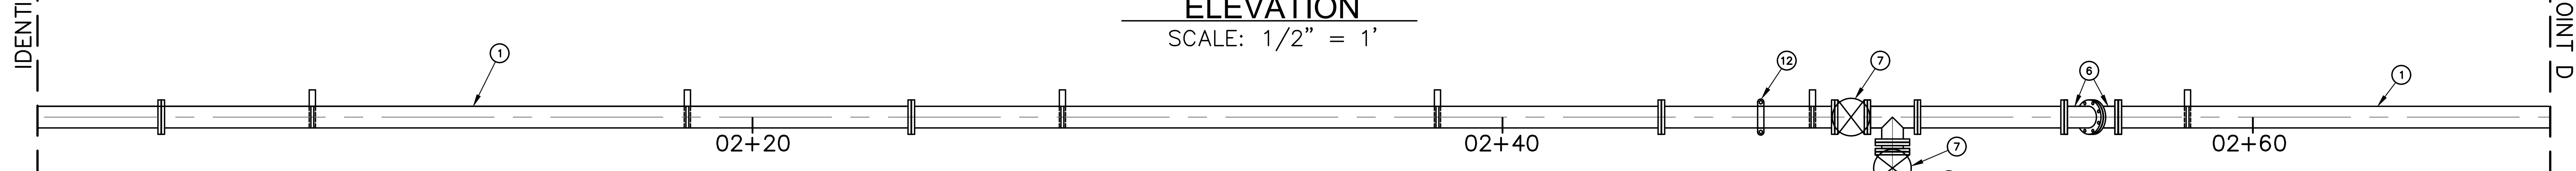 ELEVATION
SCALE: 1/2" = 1'
IDENTI
OINT D
1
12
7
6
1
02+20
02+40
02+60
7